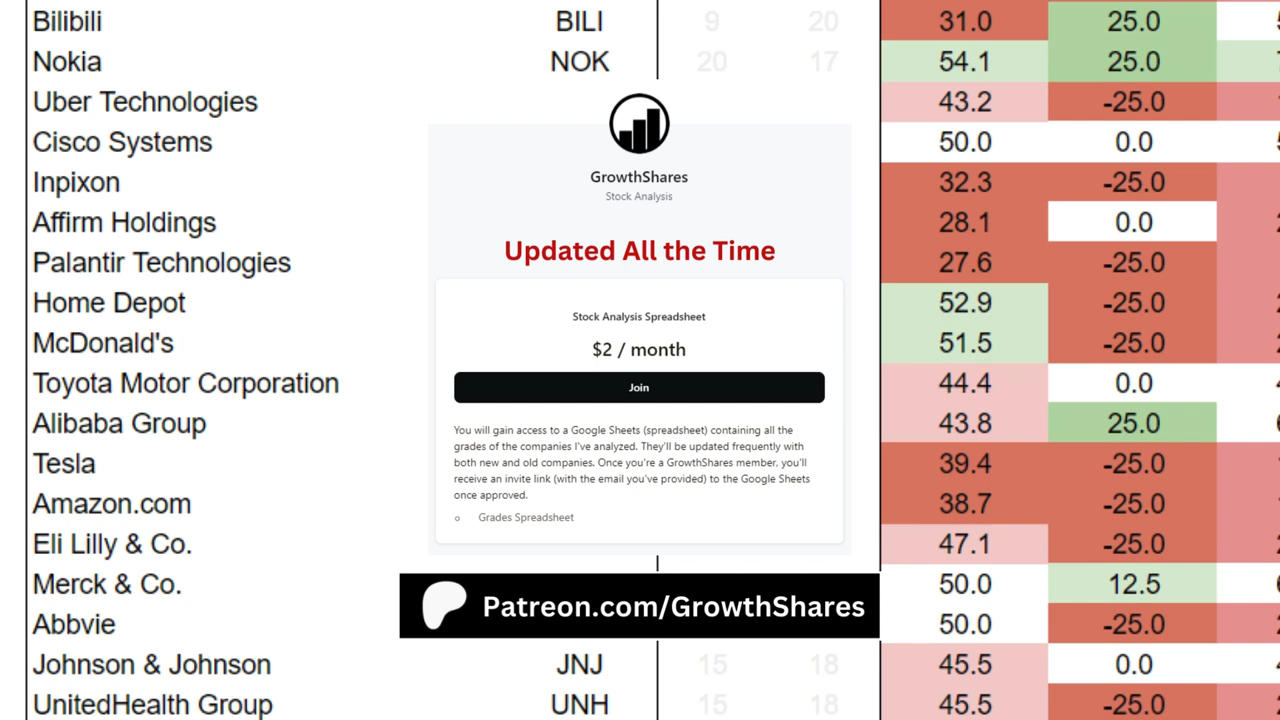 Bilibili BILI 9 20 31.0 25.0
Nokia NOK 20 17 54.1 25.0
Uber Technologies 43.2 -25.0
Cisco Systems 50.0 0.0
Inpixon 32.3 -25.0
Affirm Holdings 28.1 0.0
Palantir Technologies 27.6 -25.0
Home Depot 52.9 -25.0
McDonald's 51.5 -25.0
Toyota Motor Corporation 44.4 0.0
Alibaba Group 43.8 25.0
Tesla 39.4 -25.0
Amazon.com 38.7 -25.0
Eli Lilly & Co. 47.1 -25.0
Merck & Co. 50.0 12.5
Abbvie 50.0 -25.0
Johnson & Johnson JNJ 15 18 45.5 0.0
UnitedHealth Group UNH 15 18 45.5 -25.0
GrowthShares
Stock Analysis
Updated All the Time
Stock Analysis Spreadsheet
$2 / month
Join
You will gain access to a Google Sheets (spreadsheet) containing all the
grades of the companies I've analyzed. They'll be updated frequently with
both new and old companies. Once you're a GrowthShares member, you'll
receive an invite link (with the email you've provided) to the Google Sheets
once approved.
Grades Spreadsheet
Patreon.com/GrowthShares